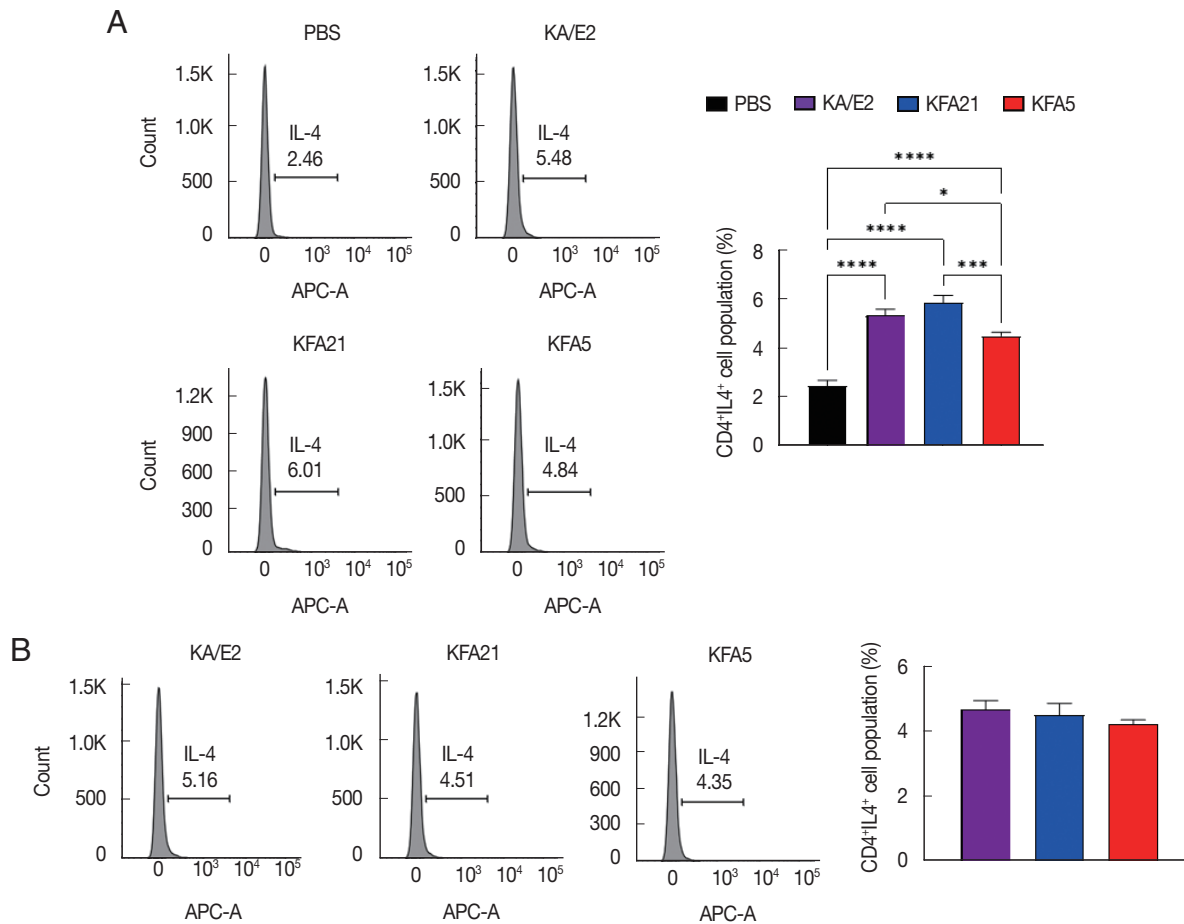 A
PBS
1.5K
1.0K
500
0
Count
IL-4
2.46
0 10³ 10⁴ 10⁵
APC-A
KA/E2
1.5K
1.0K
500
0
IL-4
5.48
0 10³ 10⁴ 10⁵
APC-A
KFA21
1.2K
900
600
300
0
Count
IL-4
6.01
0 10³ 10⁴ 10⁵
APC-A
KFA5
1.5K
1.0K
500
0
IL-4
4.84
0 10³ 10⁴ 10⁵
APC-A
PBS KA/E2 KFA21 KFA5
****
*
****
**** ***
CD4⁺IL4⁺ cell population (%)
8
6
4
2
0
B
KA/E2
1.5K
1.0K
500
0
Count
IL-4
5.16
0 10³ 10⁴ 10⁵
APC-A
KFA21
1.5K
1.0K
500
0
IL-4
4.51
0 10³ 10⁴ 10⁵
APC-A
KFA5
1.2K
900
600
300
0
IL-4
4.35
0 10³ 10⁴ 10⁵
APC-A
CD4⁺IL4⁺ cell population (%)
6
4
2
0